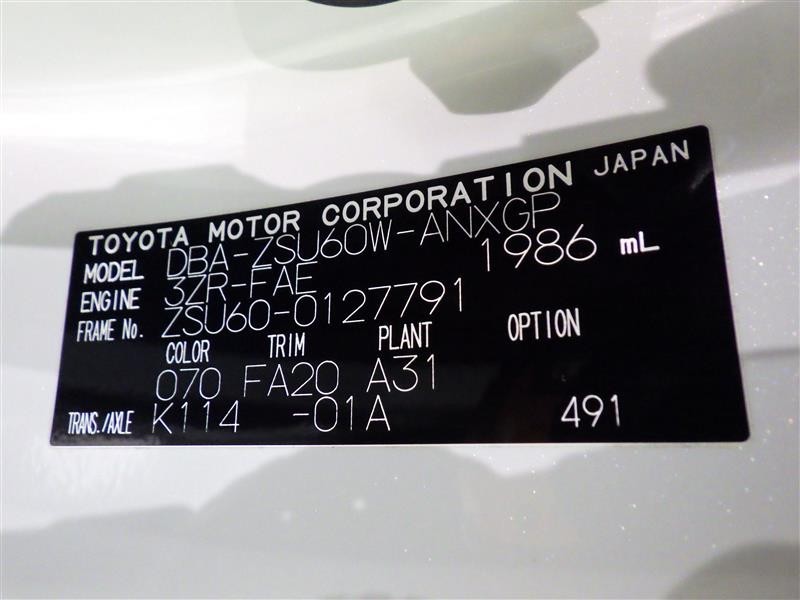 TOYOTA MOTOR CORPORATION JAPAN
MODEL DBA-ZSU60W-ANXGP
ENGINE 3ZR-FAE 1986 mL
FRAME No. ZSU60-0127791
COLOR TRIM PLANT OPTION
070 FA20 A31
TRANS./AXLE K114 -01A 491